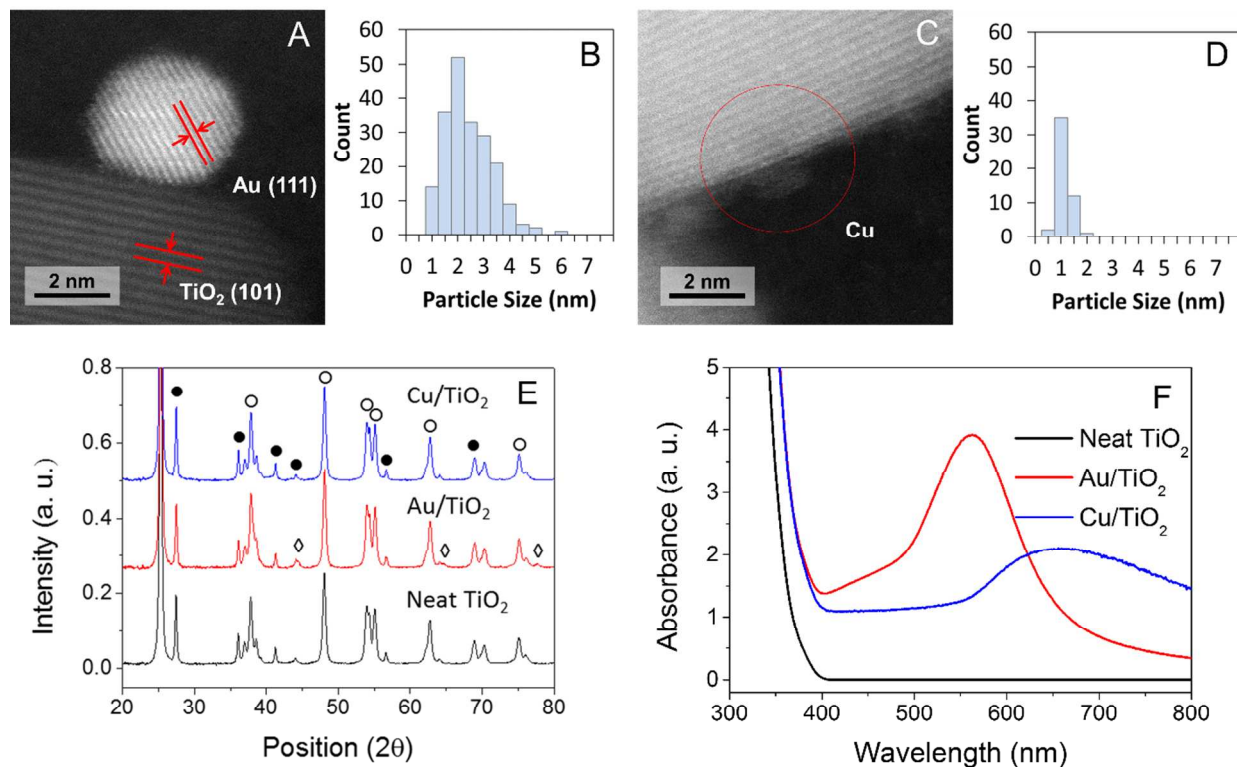 A
Au (111)
TiO₂ (101)
2 nm
B
60
50
40
30
20
10
0
Count
0 1 2 3 4 5 6 7
Particle Size (nm)
C
Cu
2 nm
D
60
50
40
30
20
10
0
Count
0 1 2 3 4 5 6 7
Particle Size (nm)
E
0.8
0.6
0.4
0.2
0.0
Intensity (a. u.)
Cu/TiO₂
Au/TiO₂
Neat TiO₂
20 30 40 50 60 70 80
Position (2θ)
F
5
4
3
2
1
0
Absorbance (a. u.)
Neat TiO₂
Au/TiO₂
Cu/TiO₂
300 400 500 600 700 800
Wavelength (nm)